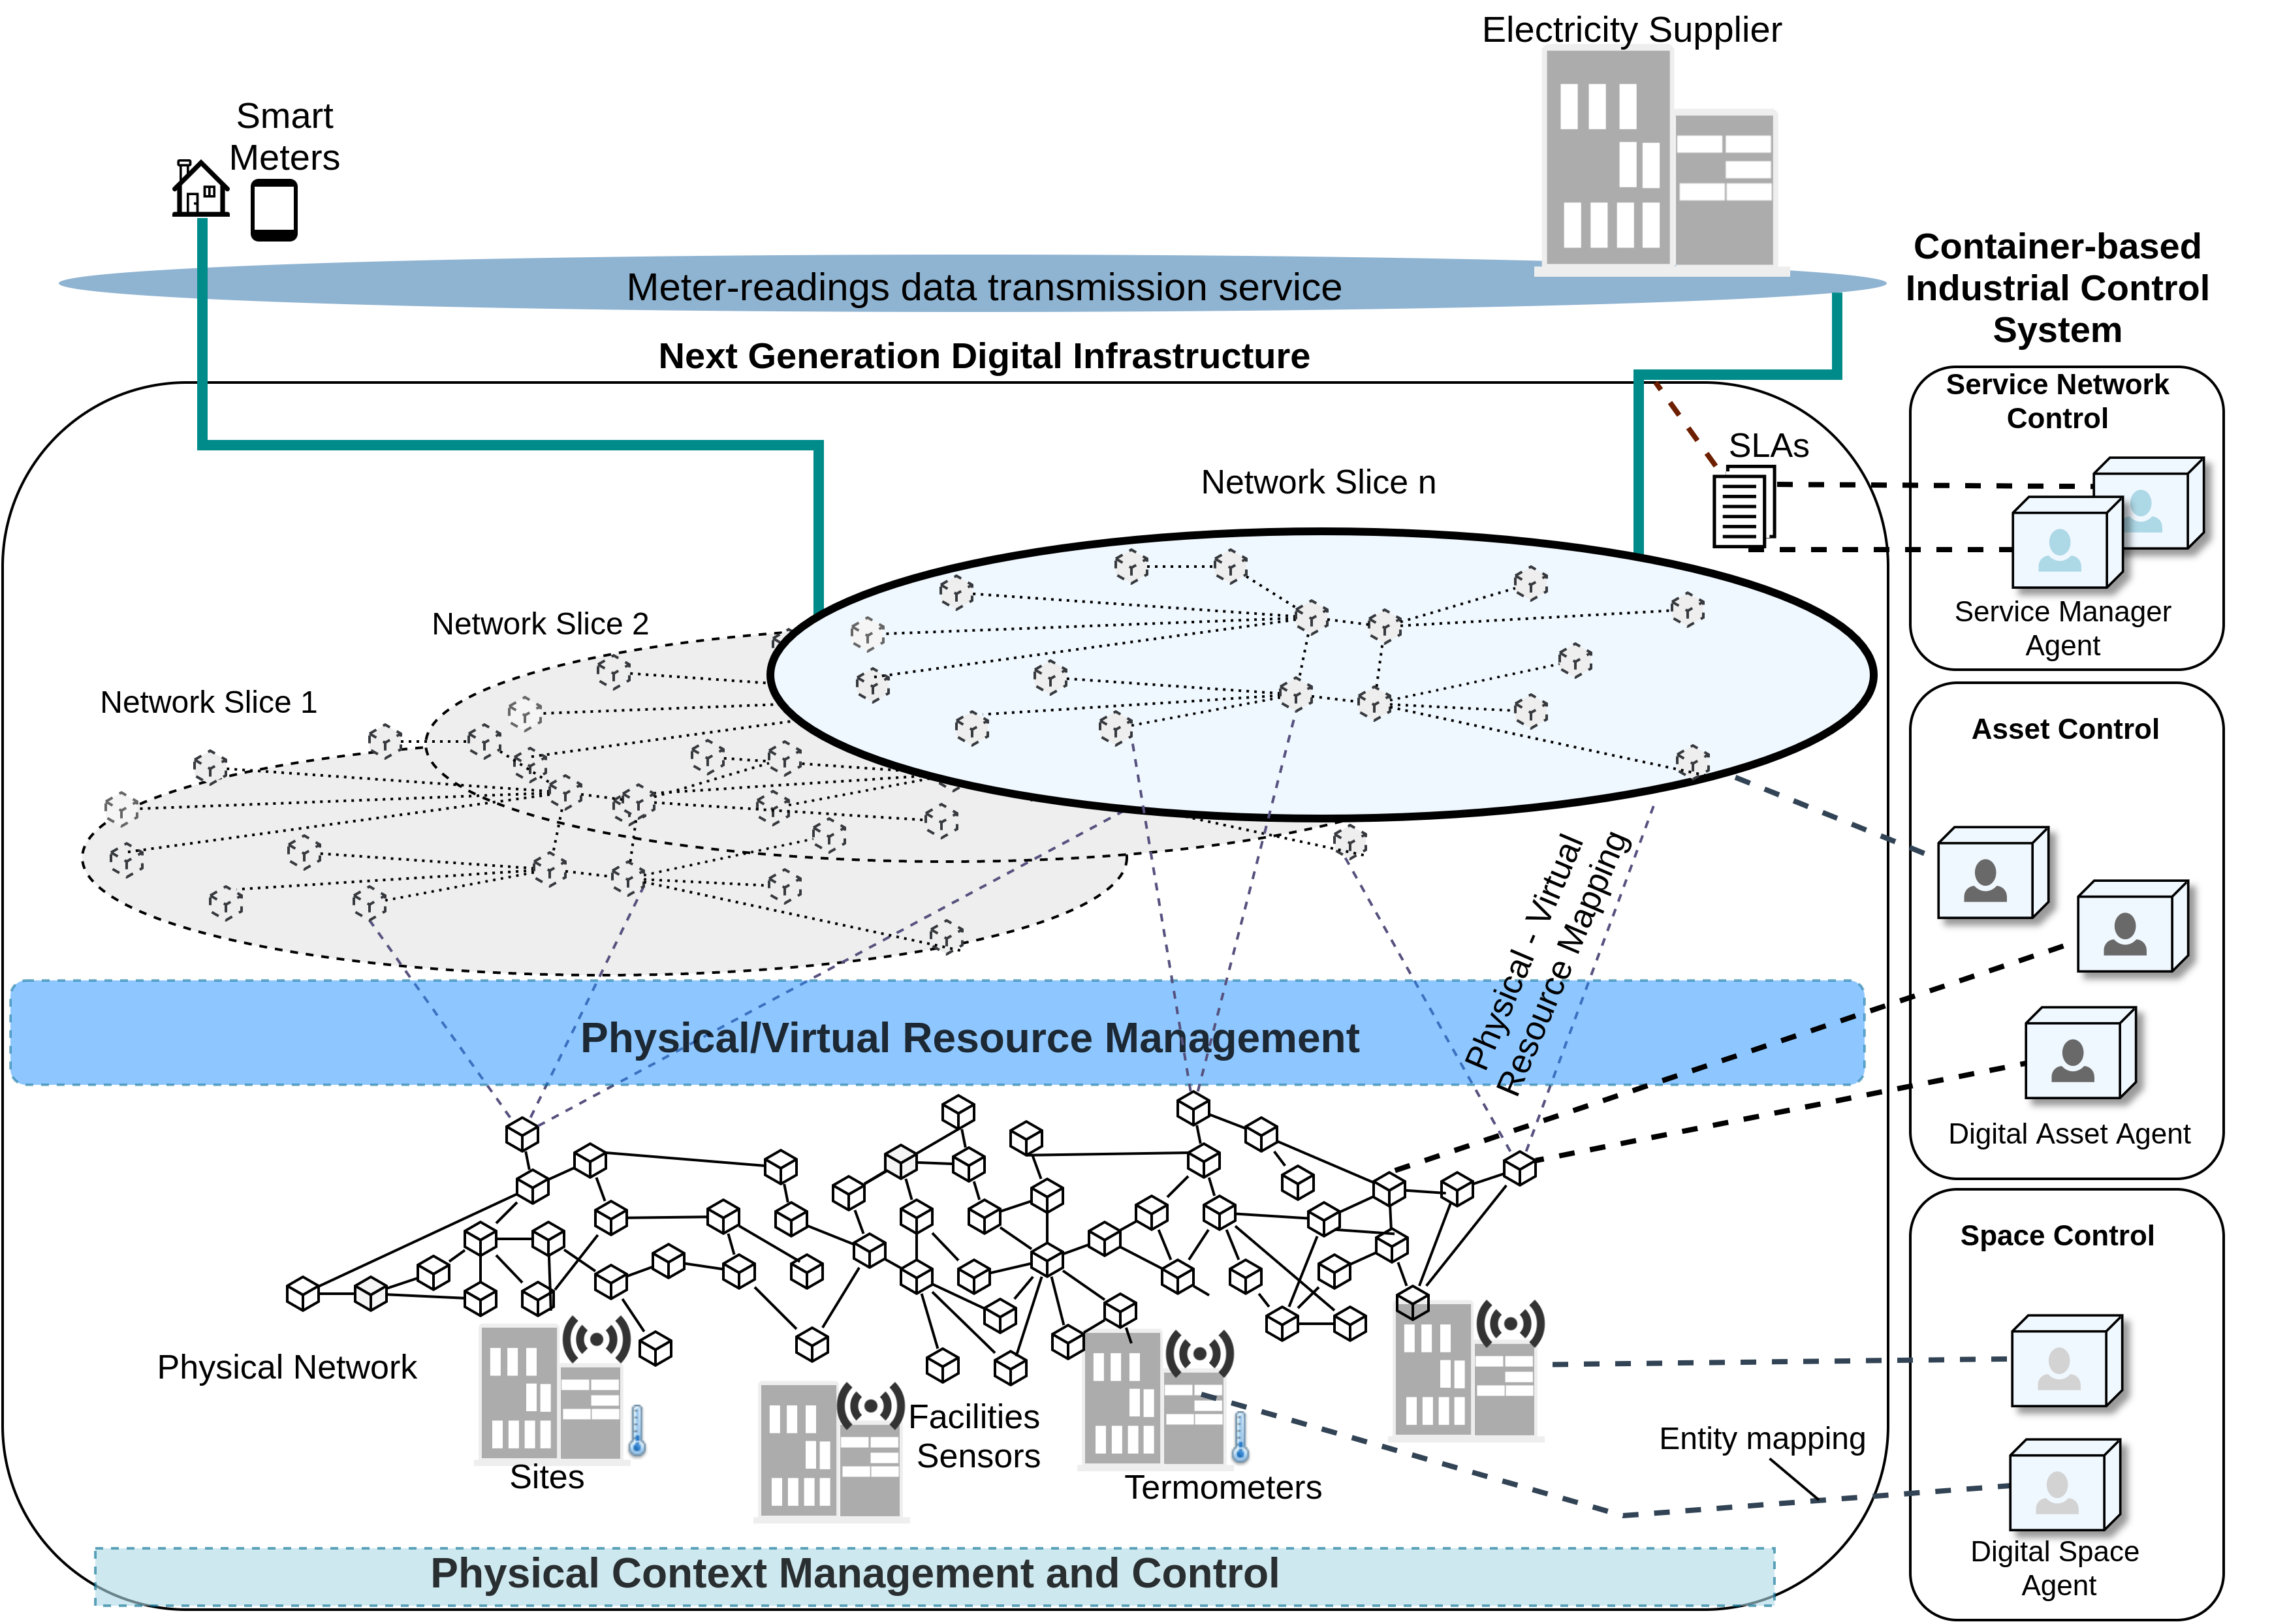 Electricity Supplier
Smart
Meters
Meter-readings data transmission service
Container-based
Industrial Control
System
Next Generation Digital Infrastructure
Service Network
Control
SLAs
Network Slice n
Service Manager
Agent
Network Slice 2
Network Slice 1
Asset Control
Physical - Virtual
Resource Mapping
Physical/Virtual Resource Management
Digital Asset Agent
Space Control
Physical Network
Facilities
Sensors
Sites
Termometers
Entity mapping
Digital Space
Agent
Physical Context Management and Control